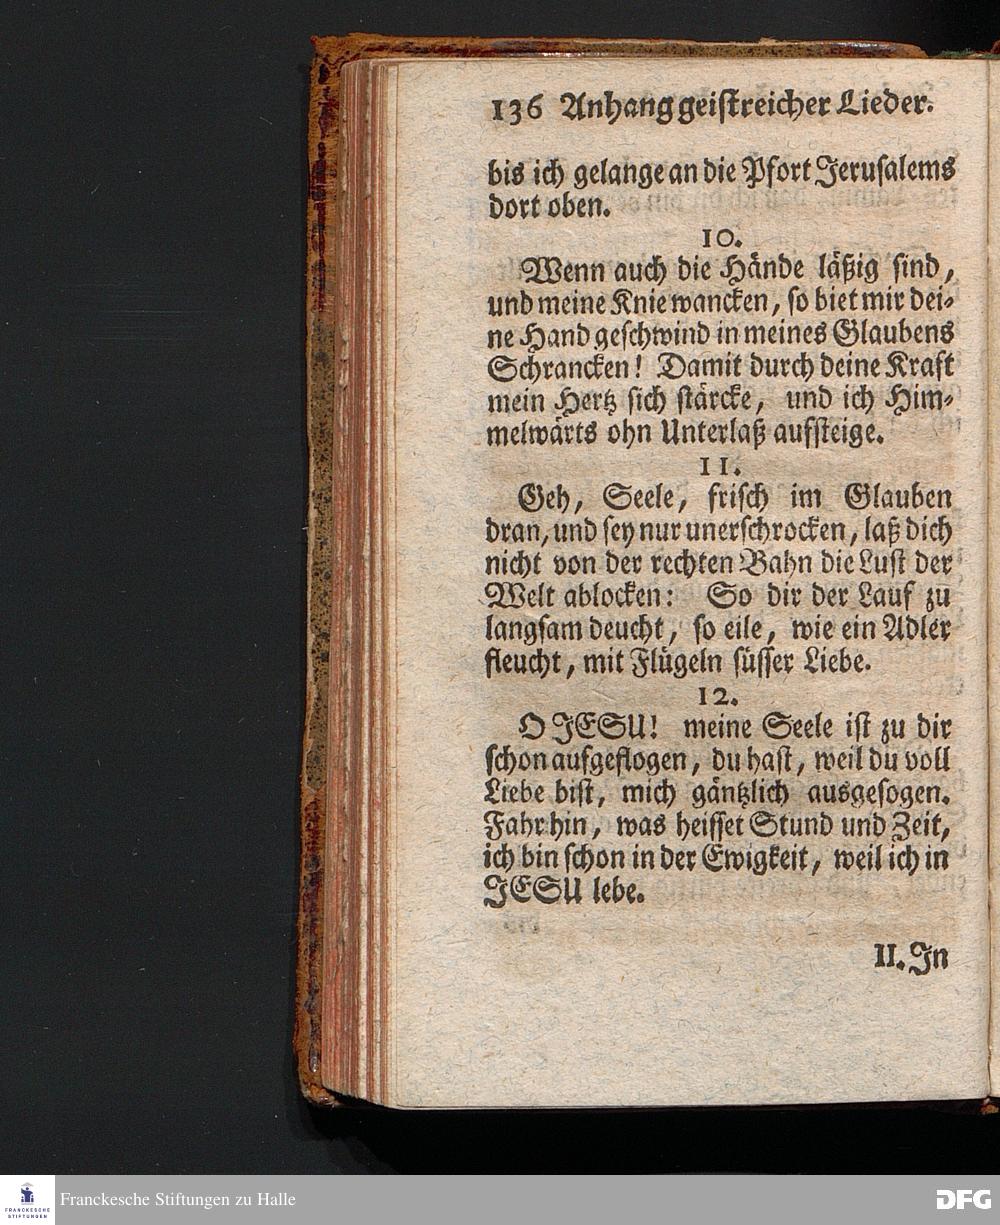 136 Anhang geistreicher Lieder.
bis ich gelange an die Pfort Jerusalems
dort oben.
10.
Wenn auch die Hände läßig sind,
und meine Knie wancken, so biet mir dei-
ne Hand geschwind in meines Glaubens
Schrancken! Damit durch deine Kraft
mein Hertz sich stärcke, und ich Him-
melwärts ohn Unterlaß aufsteige.
11.
Geh, Seele, frisch im Glauben
dran, und sey nur unerschrocken, laß dich
nicht von der rechten Bahn die Lust der
Welt ablocken: So dir der Lauf zu
langsam deucht, so eile, wie ein Adler
fleucht, mit Flügeln süsser Liebe.
12.
O JESU! meine Seele ist zu dir
schon aufgeflogen, du hast, weil du voll
Liebe bist, mich gäntzlich ausgesogen.
Fahr hin, was heisset Stund und Zeit,
ich bin schon in der Ewigkeit, weil ich in
JESU lebe.
II. Jn
FRANCKESCHE
STIFTUNGEN
Franckesche Stiftungen zu Halle
DFG